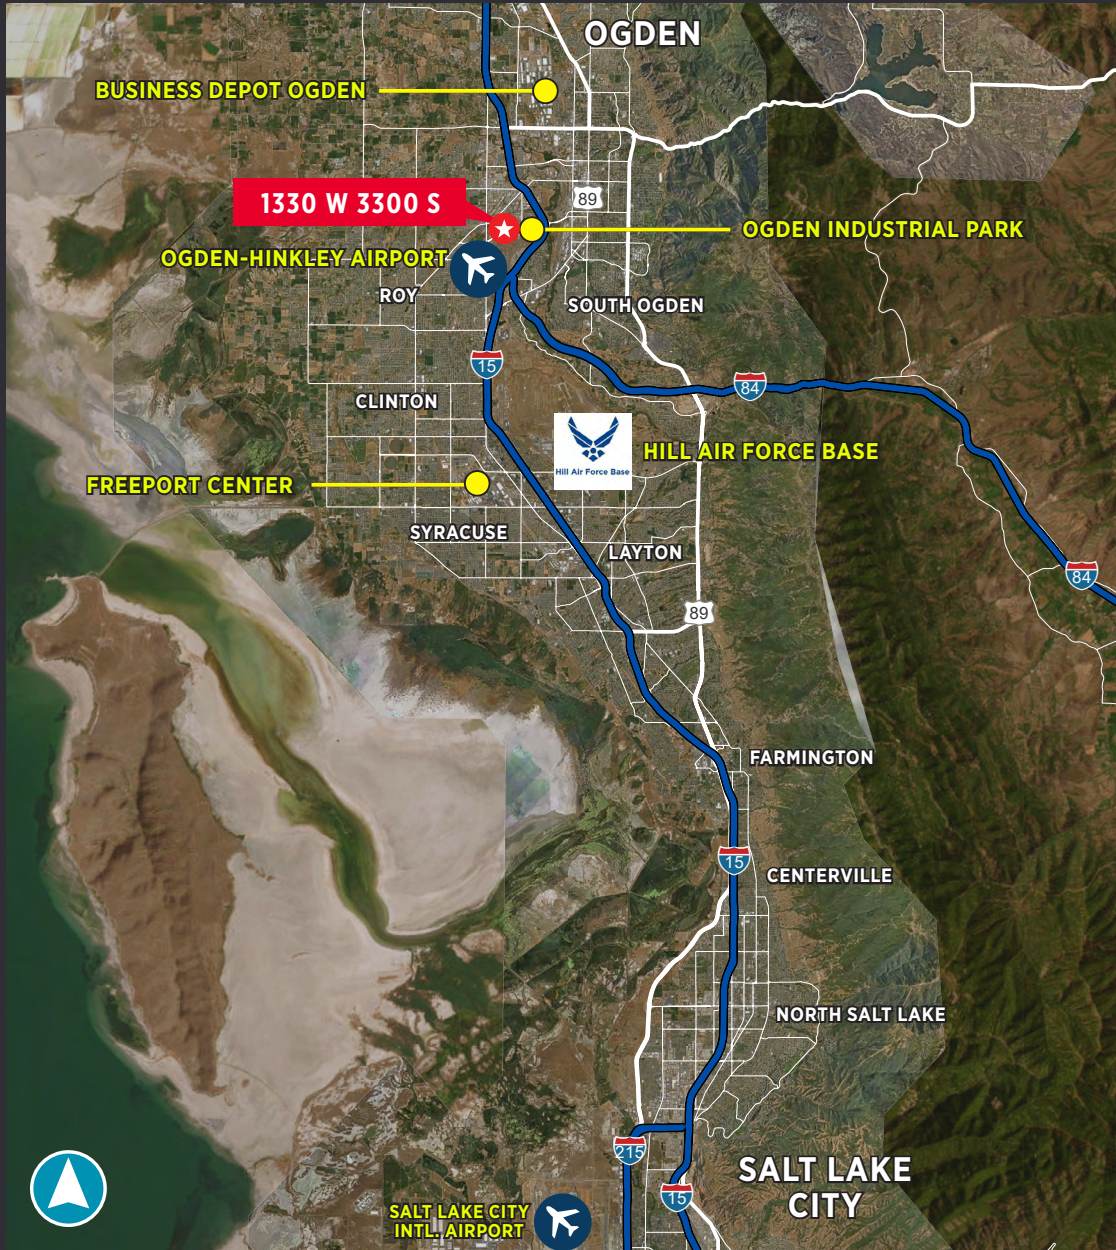 OGDEN
BUSINESS DEPOT OGDEN
89
1330 W 3300 S
OGDEN INDUSTRIAL PARK
OGDEN-HINKLEY AIRPORT
ROY
SOUTH OGDEN
15
84
CLINTON
HILL AIR FORCE BASE
Hill Air Force Base
FREEPORT CENTER
SYRACUSE
LAYTON
84
89
FARMINGTON
15
CENTERVILLE
NORTH SALT LAKE
215
SALT LAKE
CITY
15
SALT LAKE CITY
INTL. AIRPORT